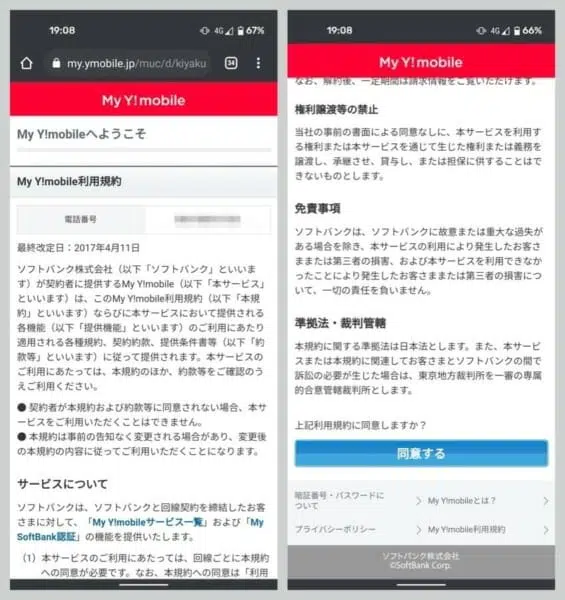 19:08
4G
67%
my.ymobile.jp/muc/d/kiyaku
34
My Y!mobile
My Y!mobileへようこそ
My Y!mobile利用規約
電話番号
最終改定日：2017年4月11日
ソフトバンク株式会社（以下「ソフトバンク」といいま
す）が契約者に提供するMy Y!mobile（以下「本サービス」
といいます）は、このMy Y!mobile利用規約（以下「本規
約」といいます）ならびに本サービスにおいて提供される
各機能（以下「提供機能」といいます）のご利用にあたり
適用される各種規約、契約約款、提供条件書等（以下「約
款等」といいます）に従って提供されます。本サービスの
ご利用にあたっては、本規約のほか、約款等をご確認のう
えご利用ください。
● 契約者が本規約および約款等に同意されない場合、本サー
ビスをご利用いただくことはできません。
● 本規約は事前の告知なく変更される場合があり、変更後
の本規約の内容に従ってご利用いただくことになります。
サービスについて
ソフトバンクは、ソフトバンクと回線契約を締結したお客
さまに対して、「My Y!mobileサービス一覧」および「My
SoftBank認証」の機能を提供いたします。
（1）本サービスのご利用にあたっては、回線ごとに本規約
への同意が必要です。なお、本規約への同意は「利用
19:08
4G
66%
My Y!mobile
なお、解約後、一定期間は請求情報をご覧いただけます。
権利譲渡等の禁止
当社の事前の書面による同意なしに、本サービスを利用す
る権利または本サービスを通じて生じた権利または義務を
譲渡し、承継させ、貸与し、または担保に供することはで
きないものとします。
免責事項
ソフトバンクは、ソフトバンクに故意または重大な過失が
ある場合を除き、本サービスの利用により発生したお客さ
まままたは第三者の損害、および本サービスを利用できなか
ったことにより発生したお客さまままたは第三者の損害につ
いて、一切の責任を負いません。
準拠法・裁判管轄
本規約に関する準拠法は日本法とします。また、本サービ
スまたは本規約に関連してお客さまとソフトバンクの間で
訴訟の必要が生じた場合は、東京地方裁判所を一審の専属
的合意管轄裁判所とします。
上記利用規約に同意しますか？
同意する
暗証番号・パスワードに
ついて
My Y!mobileとは？
プライバシーポリシー
My Y!mobile利用規約
ソフトバンク株式会社
©SoftBank Corp.